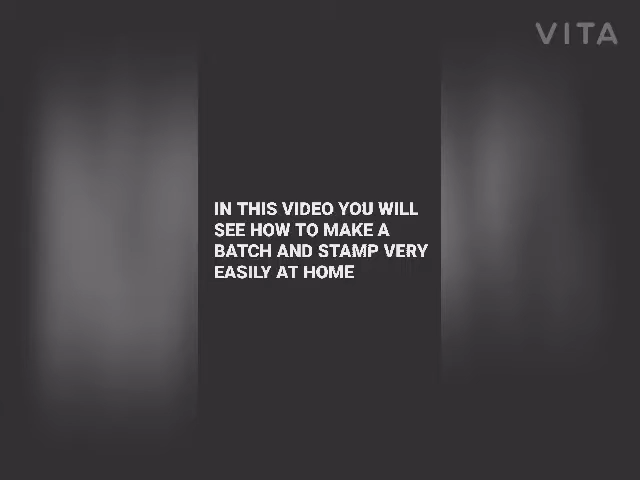 VITA
IN THIS VIDEO YOU WILL
SEE HOW TO MAKE A
BATCH AND STAMP VERY
EASILY AT HOME